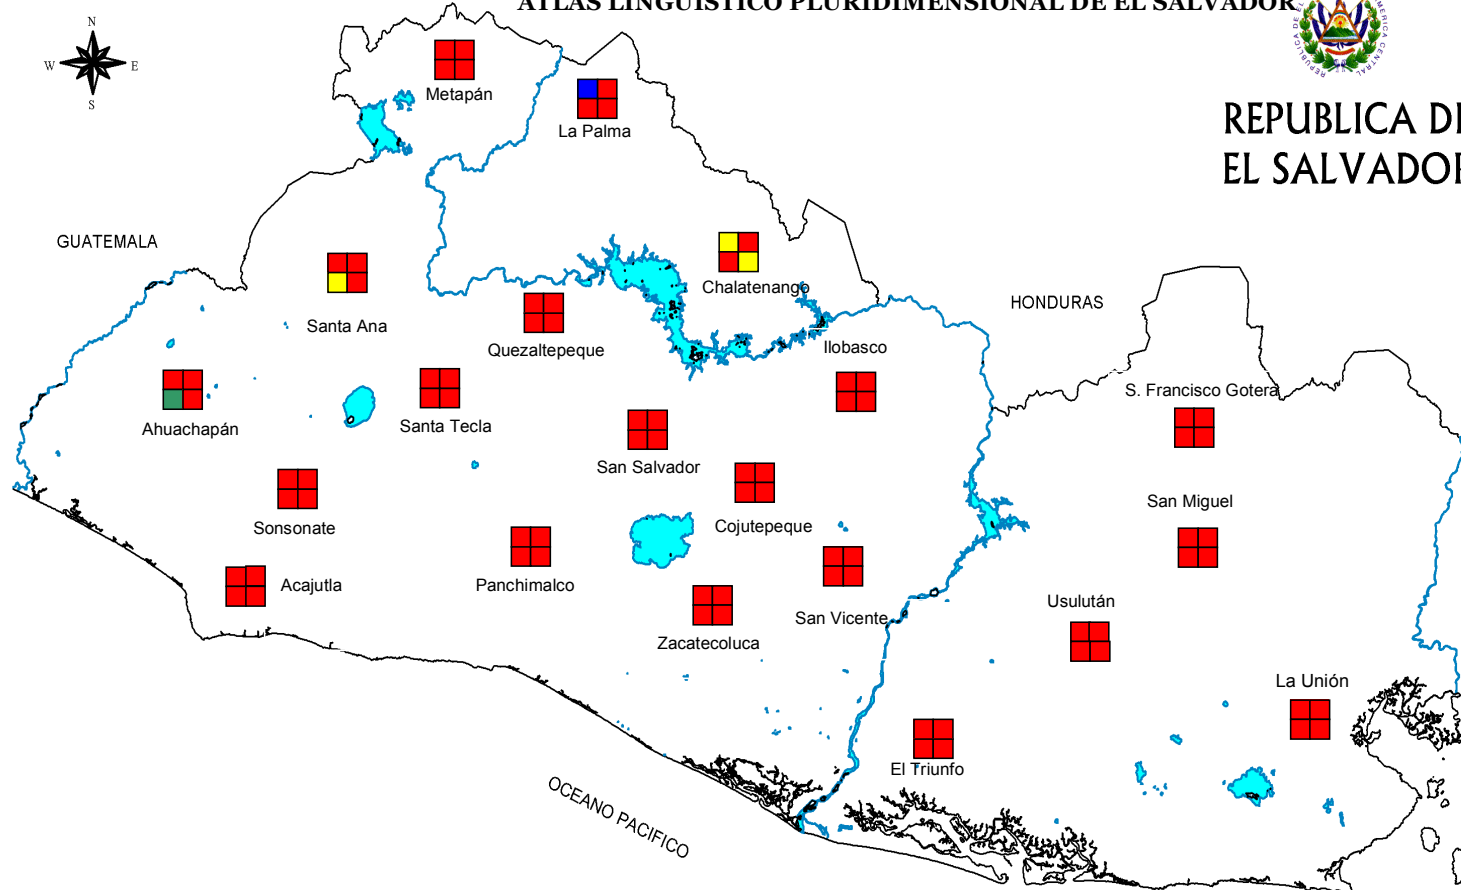 ATLAS LINGÜÍSTICO PLURIDIMENSIONAL DE EL SALVADOR
N
W
E
S
Metapán
La Palma
REPUBLICA DE
EL SALVADOR
GUATEMALA
Chalatenango
HONDURAS
Santa Ana
Quezaltepeque
Ilobasco
S. Francisco Gotera
Ahuachapán
Santa Tecla
San Salvador
San Miguel
Sonsonate
Cojutepeque
Acajutla
Panchimalco
Usulután
San Vicente
Zacatecoluca
La Unión
El Triunfo
OCEANO PACIFICO